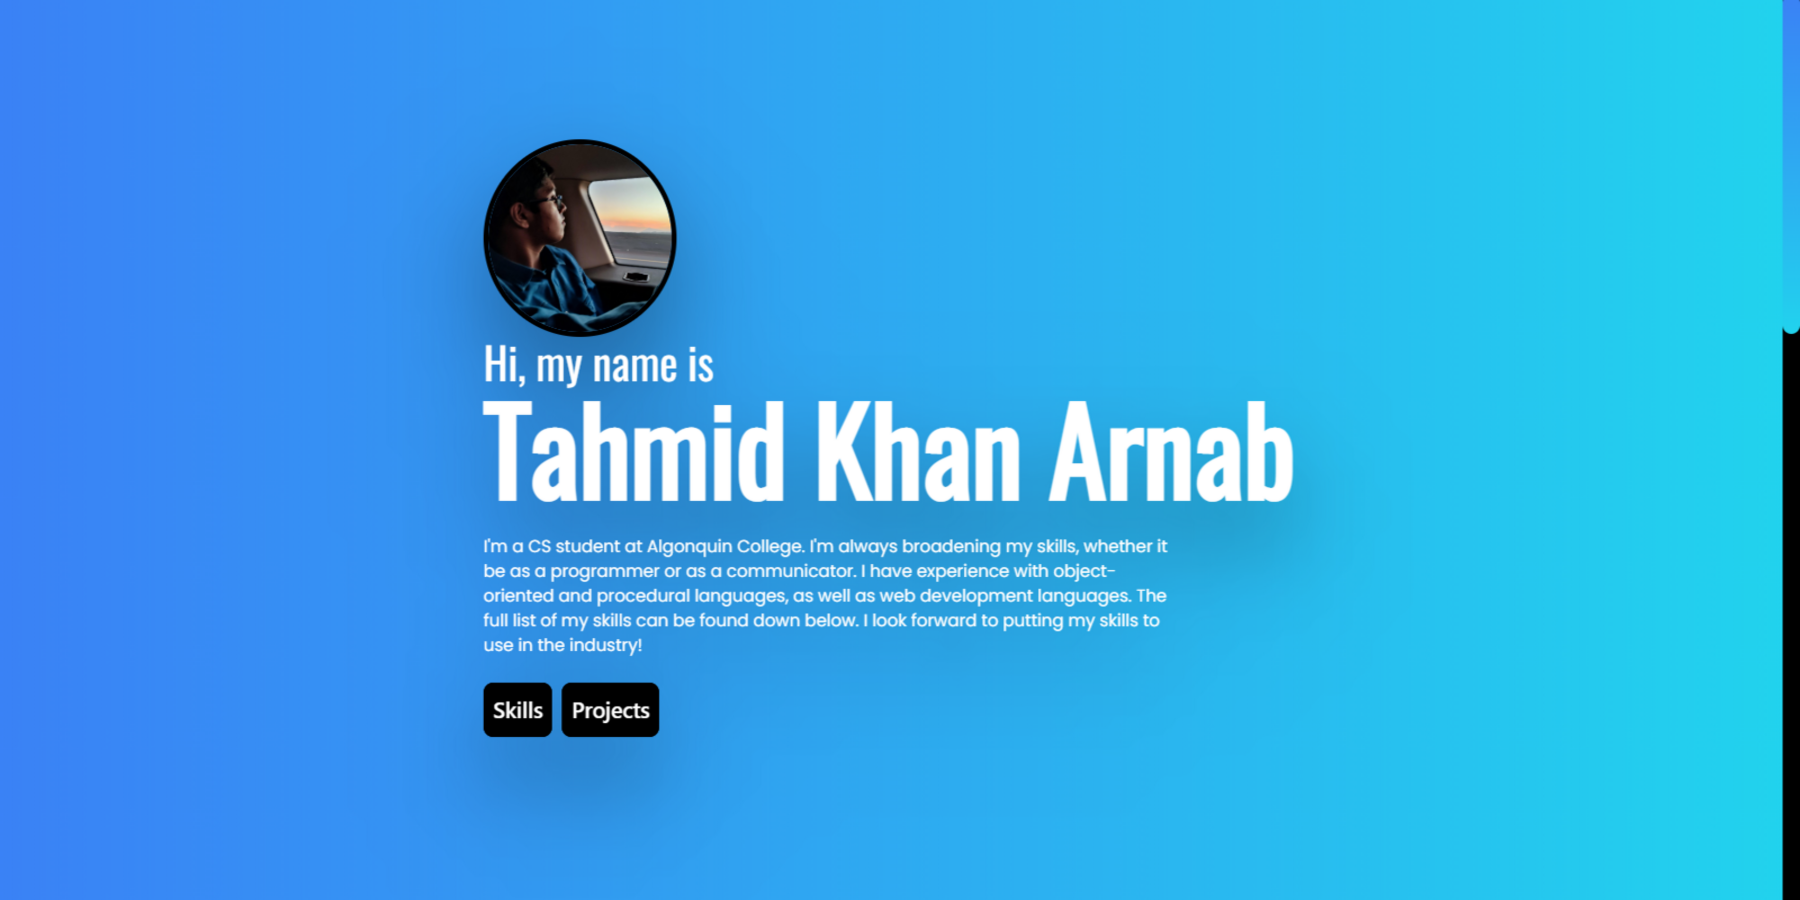 Hi, my name is
Tahmid Khan Arnab
I'm a CS student at Algonquin College. I'm always broadening my skills, whether it
be as a programmer or as a communicator. I have experience with object-
oriented and procedural languages, as well as web development languages. The
full list of my skills can be found down below. I look forward to putting my skills to
use in the industry!
Skills Projects